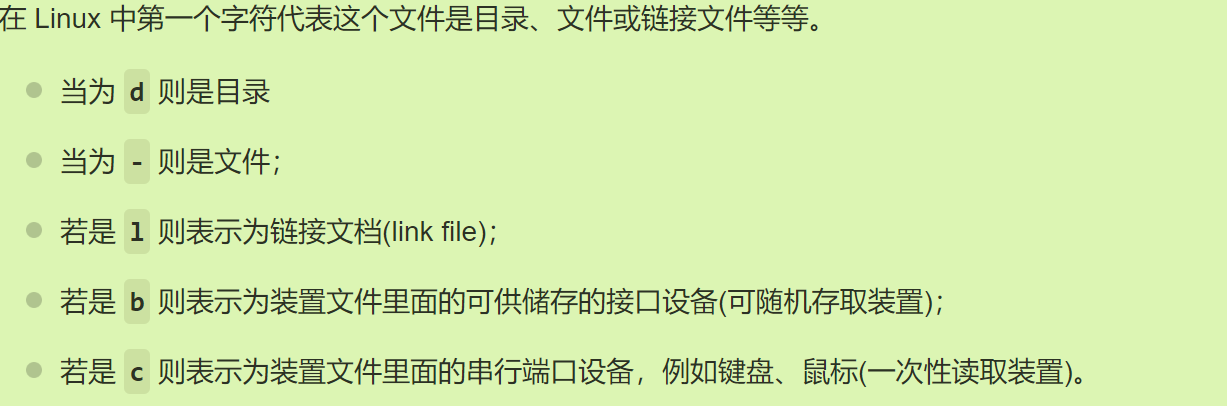 在 Linux 中第一个字符代表这个文件是目录、文件或链接文件等等。
当为 d 则是目录
当为 - 则是文件；
若是 l 则表示为链接文档(link file)；
若是 b 则表示为装置文件里面的可供储存的接口设备(可随机存取装置)；
若是 c 则表示为装置文件里面的串行端口设备，例如键盘、鼠标(一次性读取装置)。